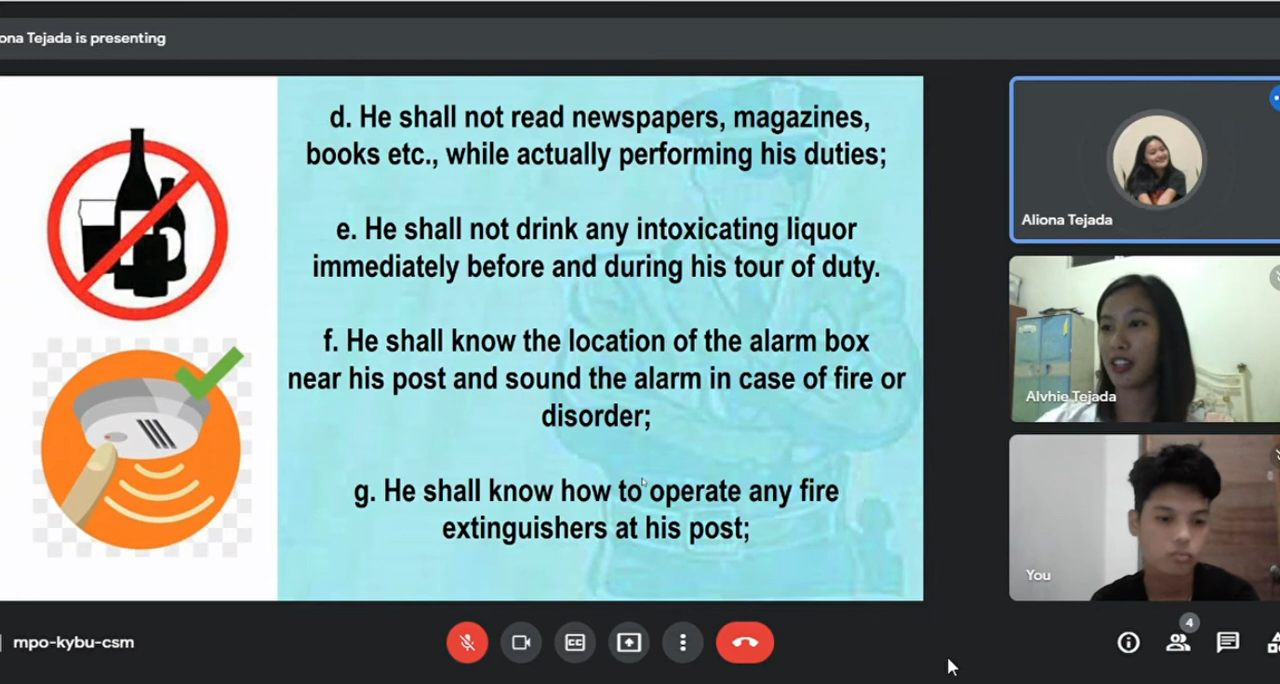 ona Tejada is presenting
d. He shall not read newspapers, magazines,
books etc., while actually performing his duties;
e. He shall not drink any intoxicating liquor
immediately before and during his tour of duty.
f. He shall know the location of the alarm box
near his post and sound the alarm in case of fire or
disorder;
g. He shall know how to operate any fire
extinguishers at his post;
Aliona Tejada
Alvhie Tejada
You
mpo-kybu-csm
CC
4